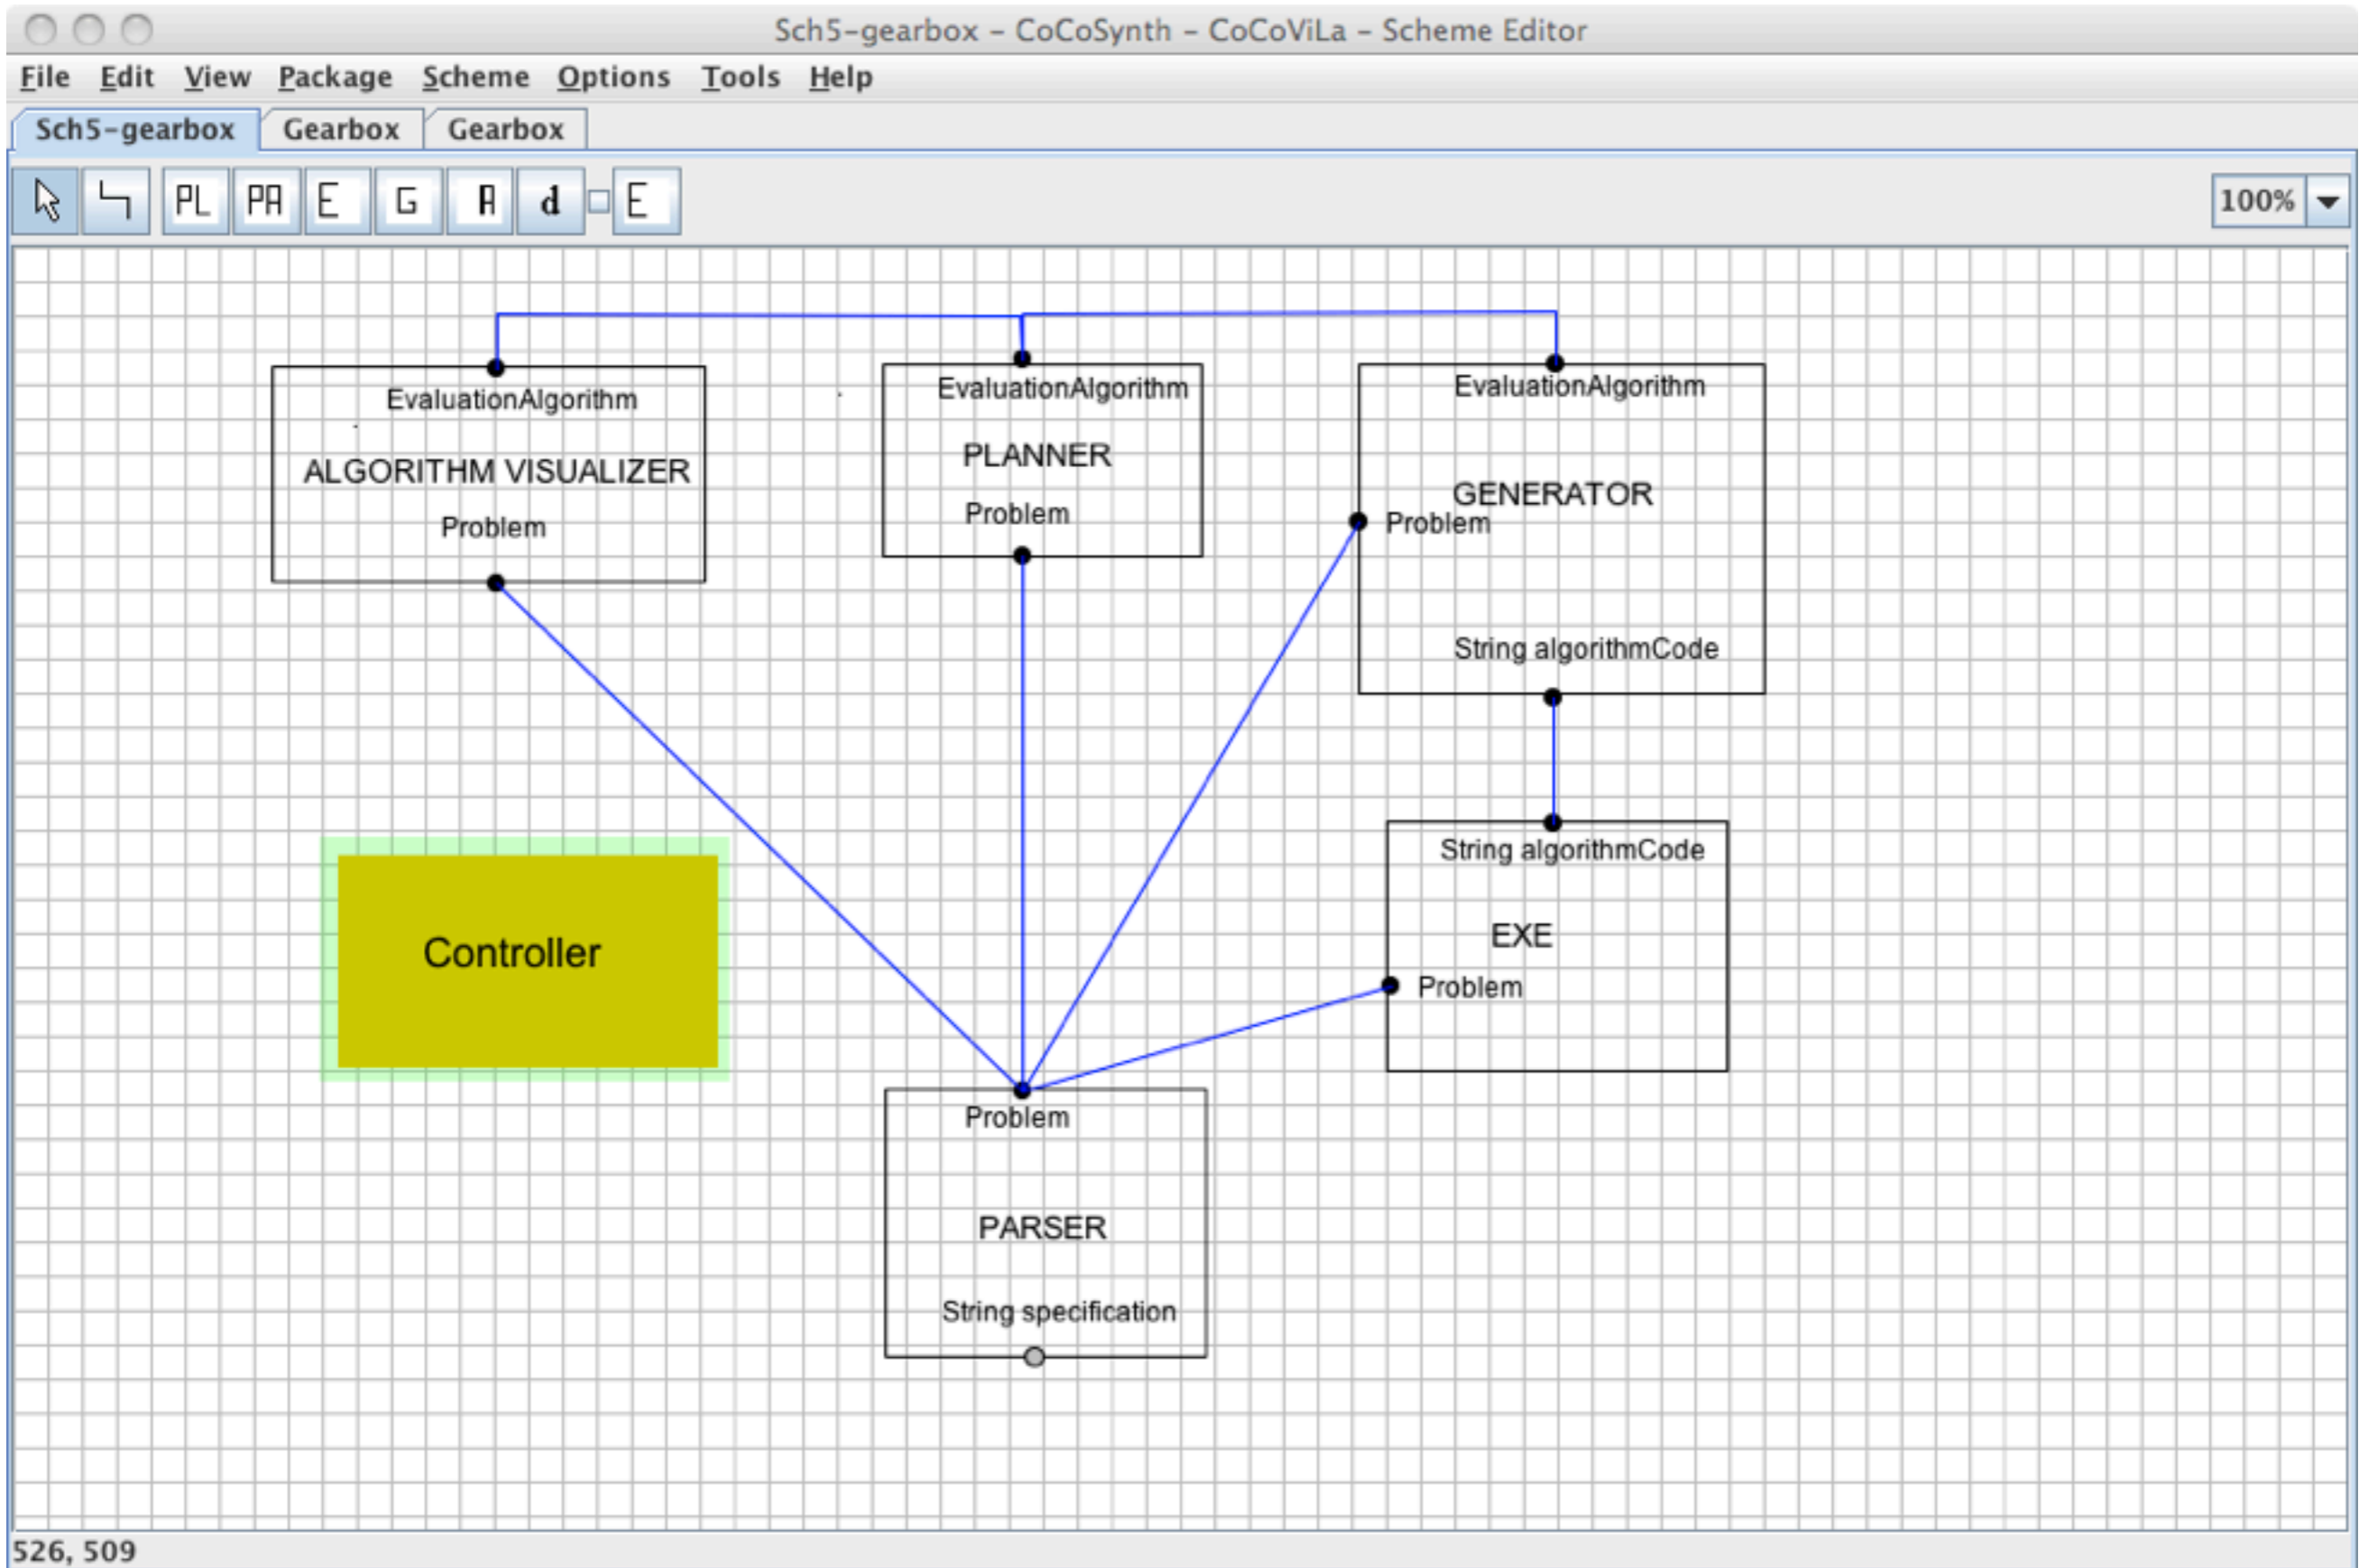 Sch5-gearbox – CoCoSynth – CoCoViLa – Scheme Editor
File Edit View Package Scheme Options Tools Help
Sch5-gearbox Gearbox Gearbox
PL PA E G A d E 100%
EvaluationAlgorithm
ALGORITHM VISUALIZER
Problem
EvaluationAlgorithm
PLANNER
Problem
EvaluationAlgorithm
GENERATOR
Problem
String algorithmCode
Controller
String algorithmCode
EXE
Problem
Problem
PARSER
String specification
526, 509